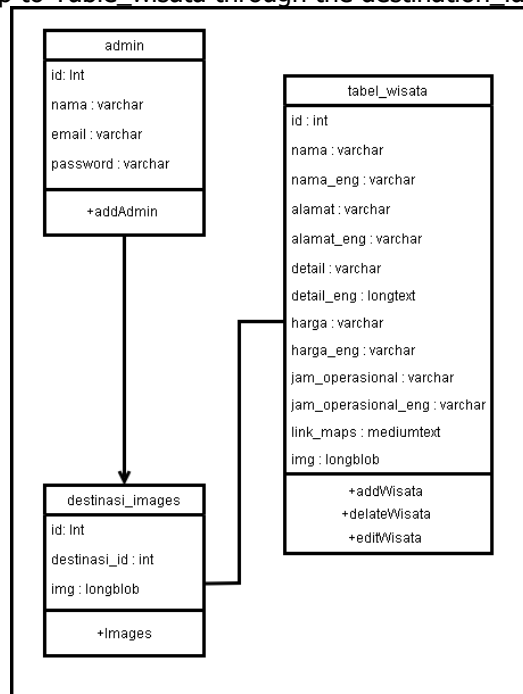 to Table_wisata through the
admin
id: Int
nama : varchar
email : varchar
password : varchar
+addAdmin
tabel_wisata
id : int
nama : varchar
nama_eng : varchar
alamat : varchar
alamat_eng : varchar
detail : varchar
detail_eng : longtext
harga : varchar
harga_eng : varchar
jam_operasional : varchar
jam_operasional_eng : varchar
link_maps : mediumtext
img : longblob
+addWisata
+delateWisata
+editWisata
destinasi_images
id: Int
destinasi_id : int
img : longblob
+Images